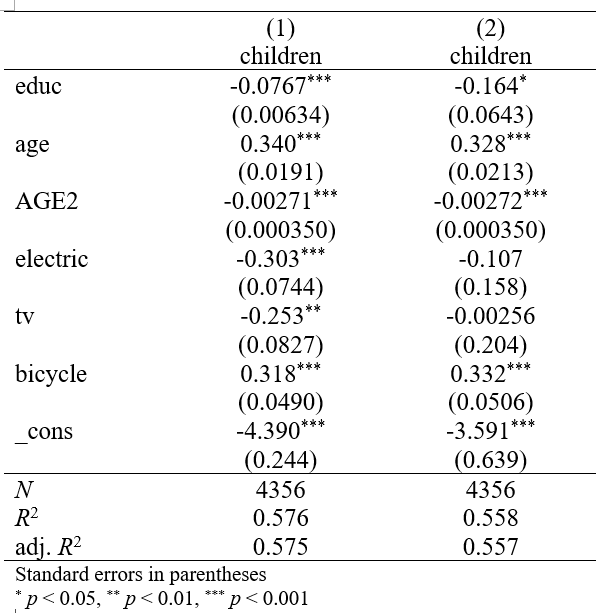 (1) (2)
children children
educ -0.0767*** -0.164*
(0.00634) (0.0643)
age 0.340*** 0.328***
(0.0191) (0.0213)
AGE2 -0.00271*** -0.00272***
(0.000350) (0.000350)
electric -0.303*** -0.107
(0.0744) (0.158)
tv -0.253** -0.00256
(0.0827) (0.204)
bicycle 0.318*** 0.332***
(0.0490) (0.0506)
_cons -4.390*** -3.591***
(0.244) (0.639)
N 4356 4356
R² 0.576 0.558
adj. R² 0.575 0.557
Standard errors in parentheses
* p < 0.05, ** p < 0.01, *** p < 0.001